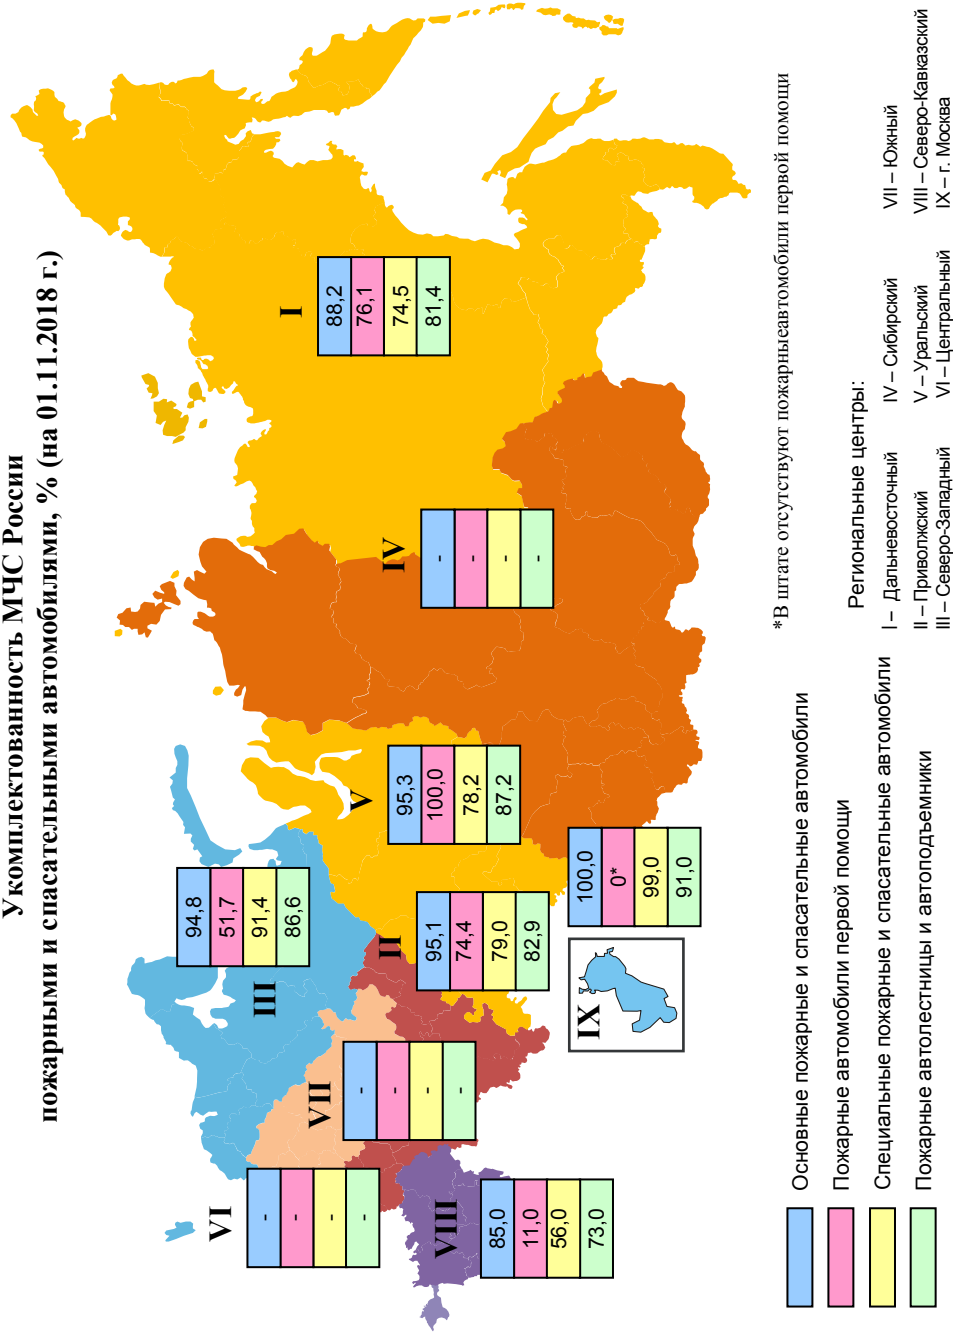 Укомплектованность МЧС России
пожарными и спасательными автомобилями, % (на 01.11.2018 г.)
I
88,2
76,1
74,5
81,4
IV
-
-
-
-
V
95,3
100,0
78,2
87,2
III
94,8
51,7
91,4
86,6
II
95,1
74,4
79,0
82,9
IX
100,0
0*
99,0
91,0
VII
-
-
-
-
VI
-
-
-
-
VIII
85,0
11,0
56,0
73,0
*В штате отсутствуют пожарныеавтомобили первой помощи
Основные пожарные и спасательные автомобили
Пожарные автомобили первой помощи
Специальные пожарные и спасательные автомобили
Пожарные автолестницы и автоподъемники
Региональные центры:
I – Дальневосточный
II – Приволжский
III – Северо-Западный
IV – Сибирский
V – Уральский
VI – Центральный
VII – Южный
VIII – Северо-Кавказский
IX – г. Москва